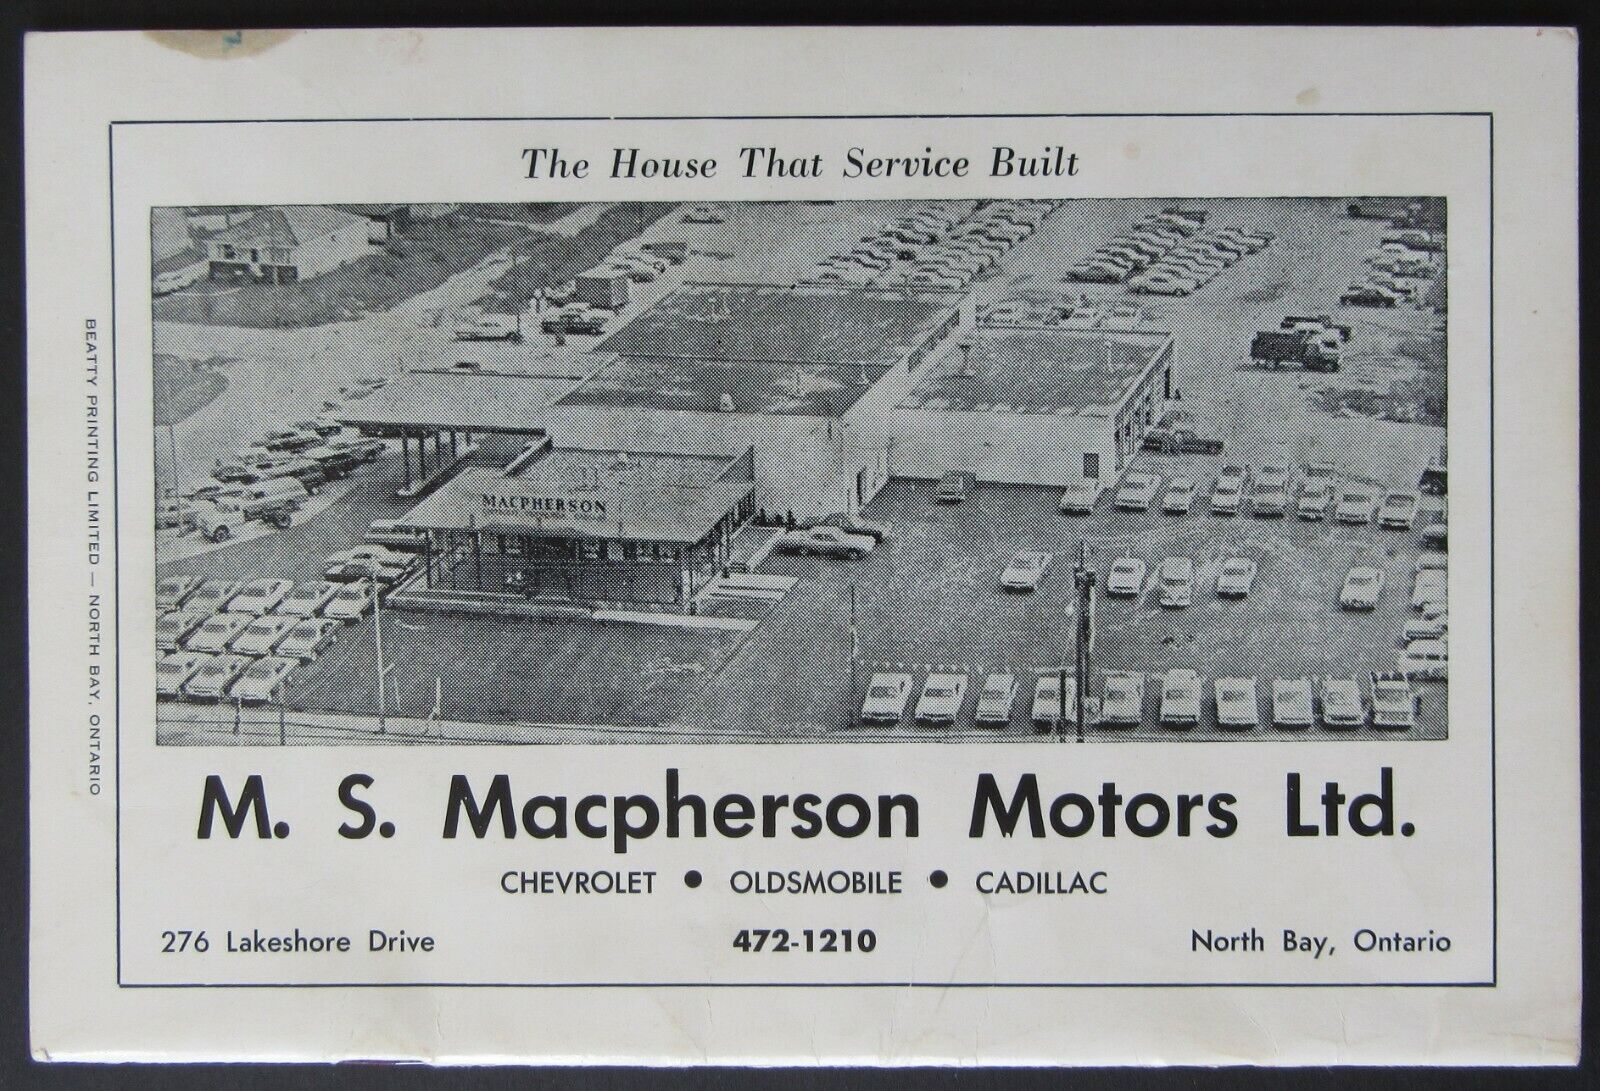 The House That Service Built
MACPHERSON
M. S. Macpherson Motors Ltd.
CHEVROLET ● OLDSMOBILE ● CADILLAC
276 Lakeshore Drive 472-1210 North Bay, Ontario
BEATTY PRINTING LIMITED — NORTH BAY, ONTARIO